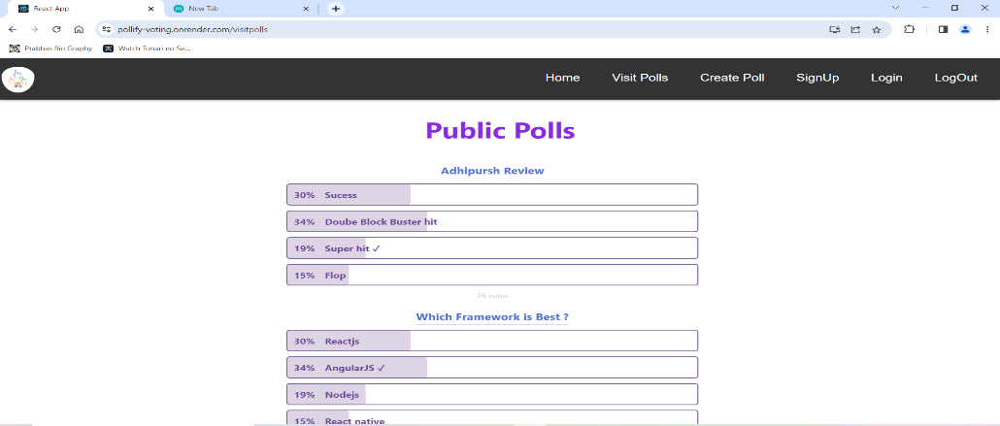 React App
New Tab
pollify-voting.onrender.com/visitpolls
Prabhas Bio Graphy
Watch Tonari no Se...
Home Visit Polls Create Poll SignUp Login LogOut
Public Polls
Adhipursh Review
30% Sucess
34% Doube Block Buster hit
19% Super hit ✓
15% Flop
26 votes
Which Framework is Best ?
30% Reactjs
34% AngularJS ✓
19% Nodejs
15% React native